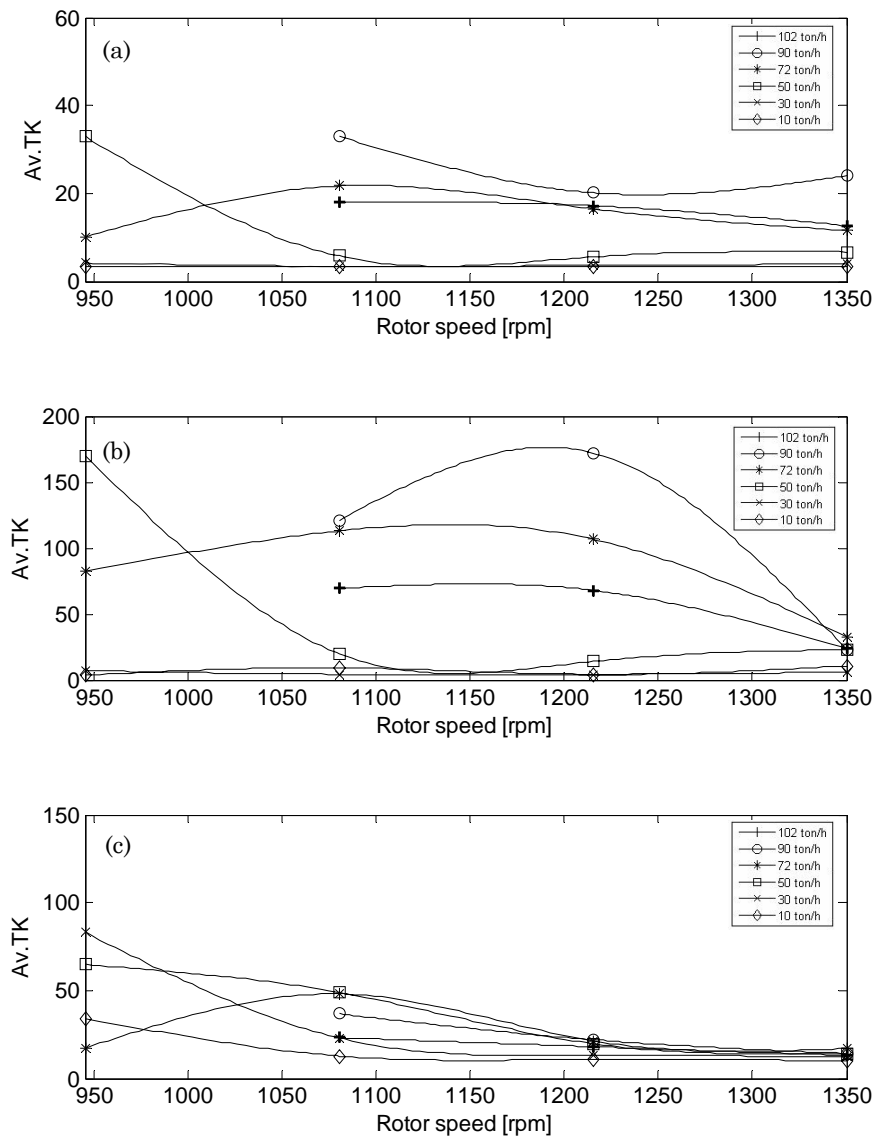 (a)
60
40
20
0
Av.TK
950 1000 1050 1100 1150 1200 1250 1300 1350
Rotor speed [rpm]
102 ton/h
90 ton/h
72 ton/h
50 ton/h
30 ton/h
10 ton/h
(b)
200
150
100
50
0
Av.TK
950 1000 1050 1100 1150 1200 1250 1300 1350
Rotor speed [rpm]
102 ton/h
90 ton/h
72 ton/h
50 ton/h
30 ton/h
10 ton/h
(c)
150
100
50
0
Av.TK
950 1000 1050 1100 1150 1200 1250 1300 1350
Rotor speed [rpm]
102 ton/h
90 ton/h
72 ton/h
50 ton/h
30 ton/h
10 ton/h